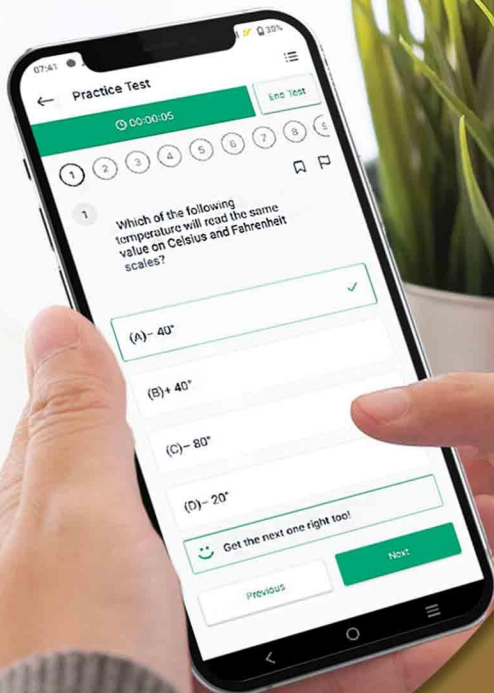 07:41 30%
Practice Test
00:00:05 End Test
1 2 3 4 5 6 7 8 9
1
Which of the following
temperature will read the same
value on Celsius and Fahrenheit
scales?
(A)– 40°
(B)+ 40°
(C)– 80°
(D)– 20°
Get the next one right too!
Previous Next